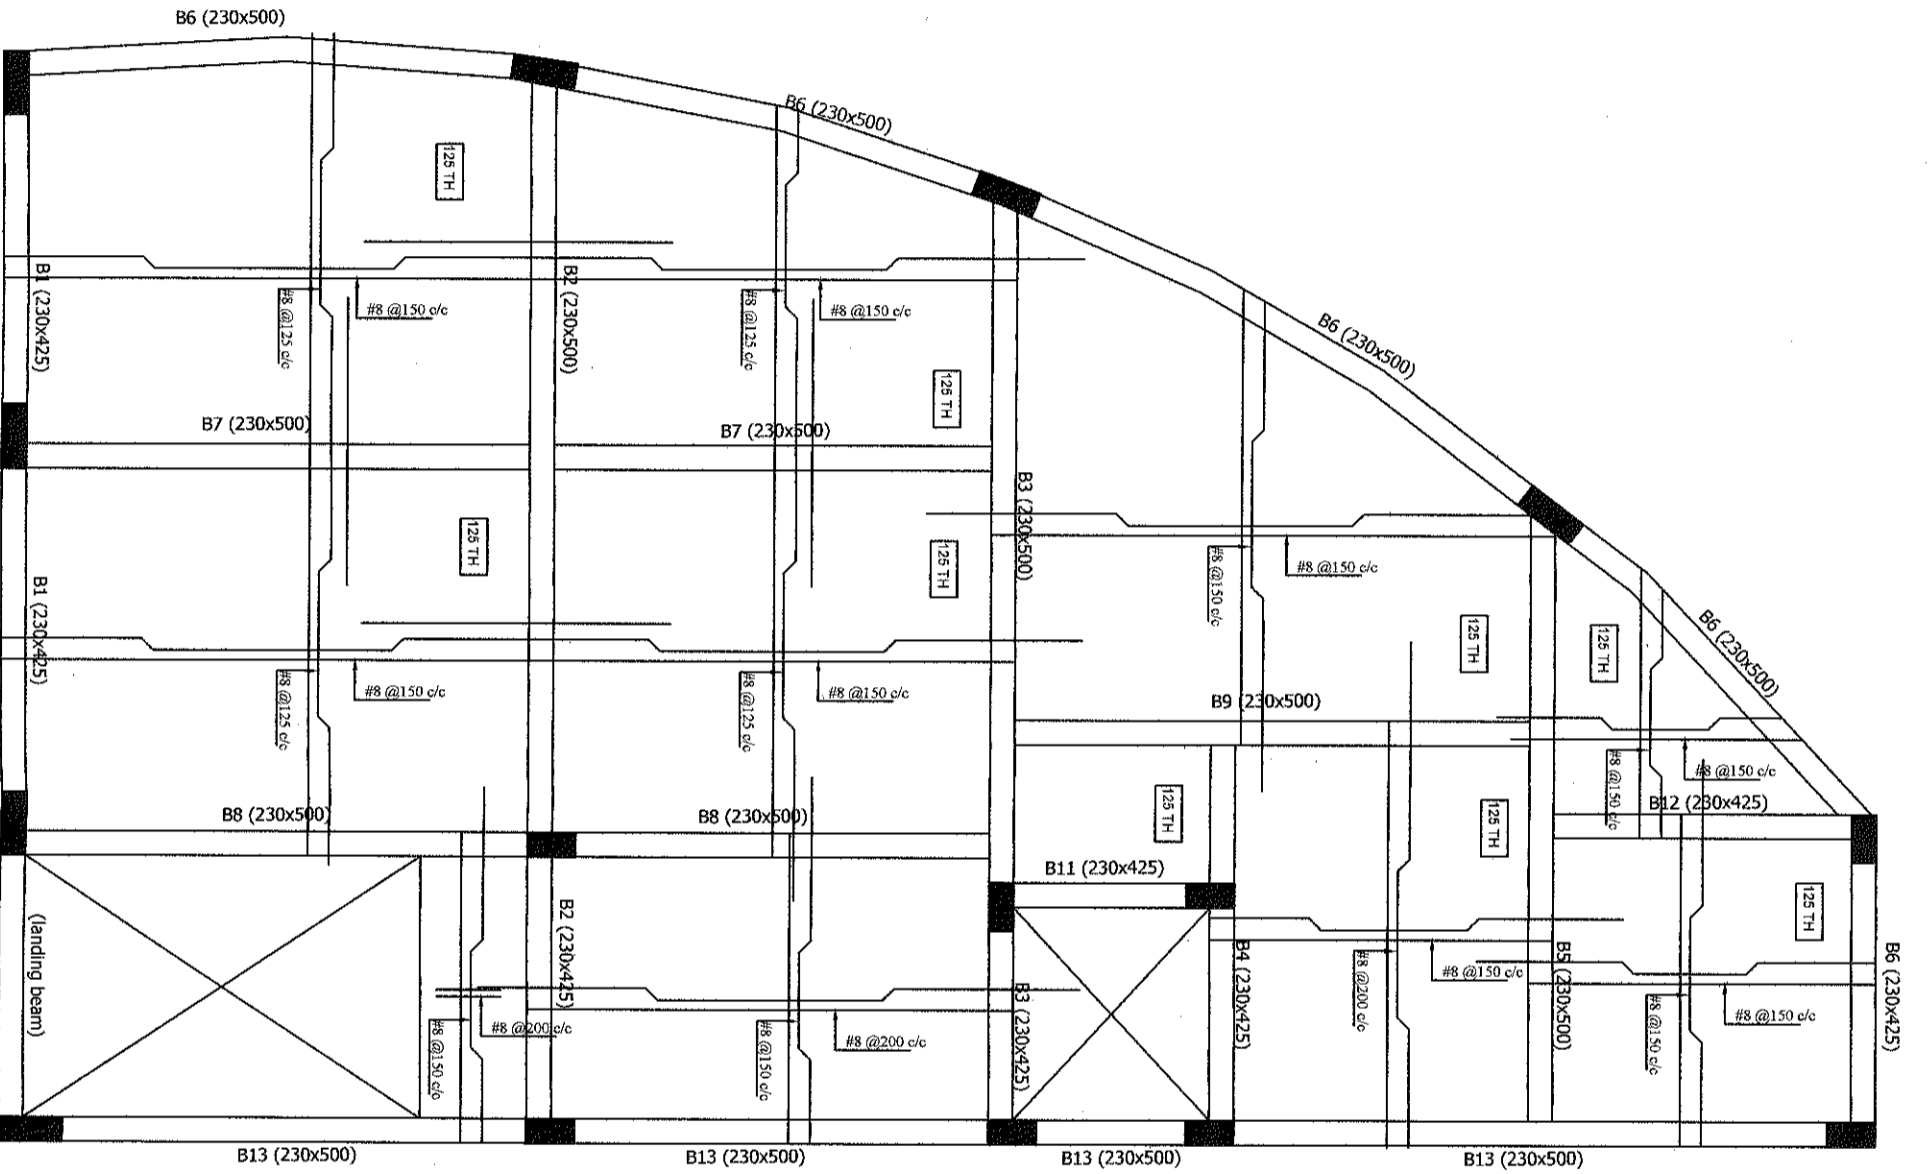 B6 (230x500)
B6 (230x500)
125 TH
B1 (230x425)
#8 @125 c/c
#8 @150 c/c
B2 (230x500)
#8 @125 c/c
#8 @150 c/c
B6 (230x500)
125 TH
B7 (230x500)
B7 (230x500)
B3 (230x500)
125 TH
125 TH
#8 @150 c/c
#8 @150 c/c
B1 (230x425)
125 TH
125 TH
B6 (230x500)
#8 @125 c/c
#8 @150 c/c
#8 @125 c/c
#8 @150 c/c
B9 (230x500)
#8 @150 c/c
#8 @150 c/c
B8 (230x500)
B8 (230x500)
125 TH
125 TH
B12 (230x425)
B11 (230x425)
125 TH
(landing beam)
B2 (230x425)
B4 (230x425)
B5 (230x500)
B6 (230x425)
#8 @200 c/c
#8 @150 c/c
B3 (230x425)
#8 @150 c/c
#8 @200 c/c
#8 @150 c/c
#8 @200 c/c
#8 @150 c/c
#8 @150 c/c
B13 (230x500)
B13 (230x500)
B13 (230x500)
B13 (230x500)